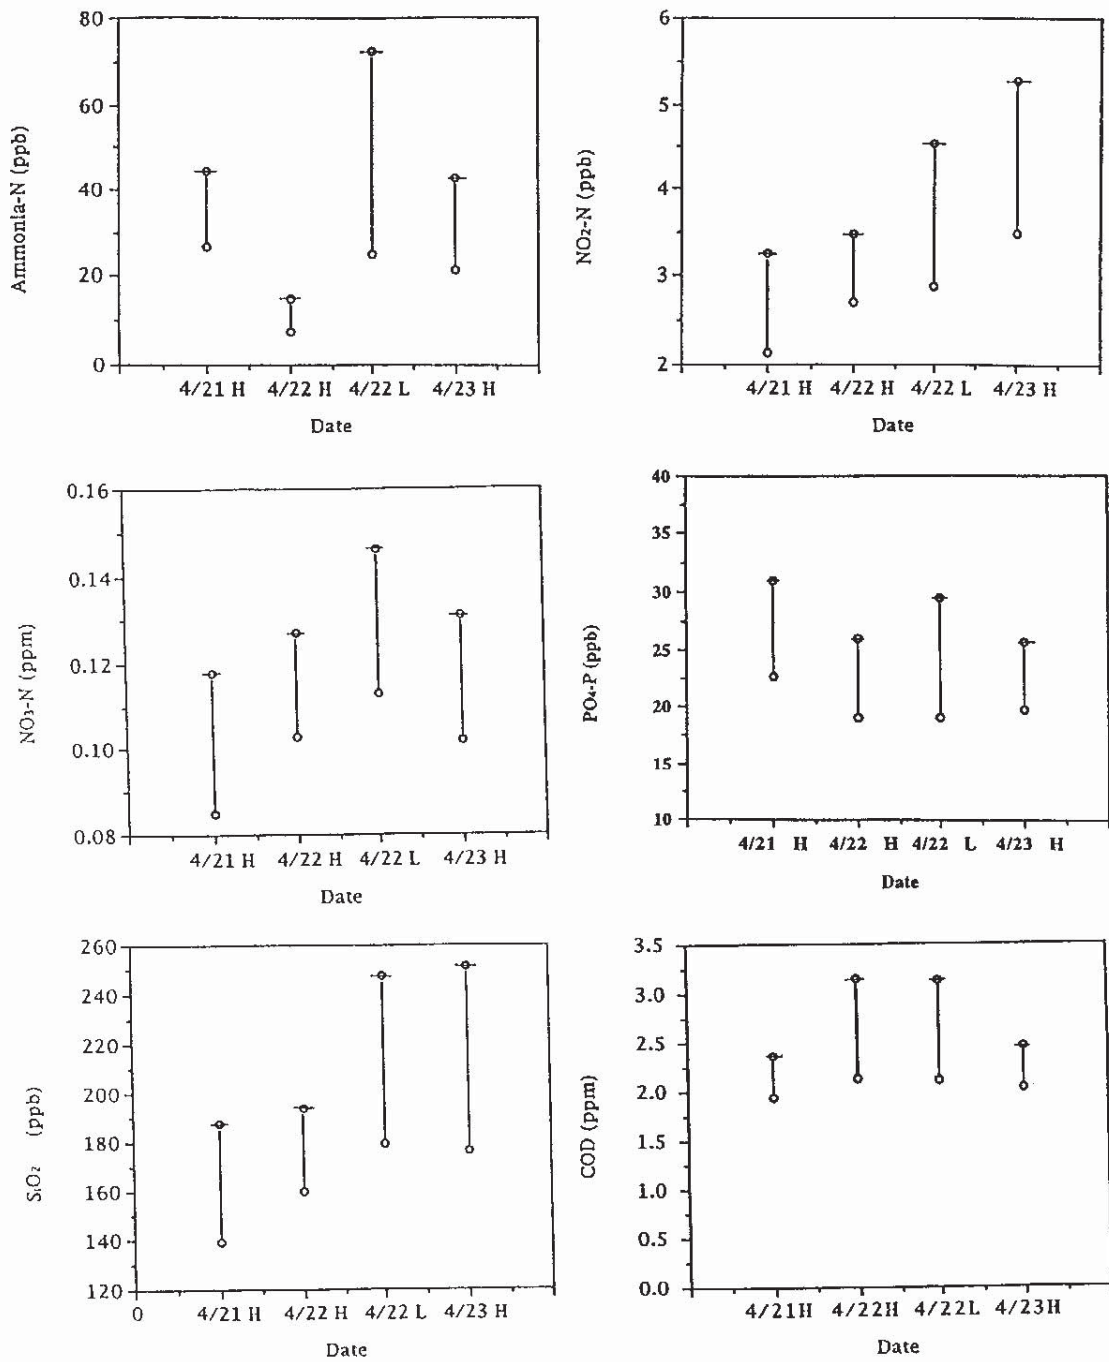 80
60
40
20
0
Ammonia-N (ppb)
4/21 H 4/22 H 4/22 L 4/23 H
Date
6
5
4
3
2
NO₂-N (ppb)
4/21 H 4/22 H 4/22 L 4/23 H
Date
0.16
0.14
0.12
0.10
0.08
NO₃-N (ppm)
4/21 H 4/22 H 4/22 L 4/23 H
Date
40
35
30
25
20
15
10
PO₄-P (ppb)
4/21 H 4/22 H 4/22 L 4/23 H
Date
260
240
220
200
180
160
140
120
SiO₂ (ppb)
0 4/21 H 4/22 H 4/22 L 4/23 H
Date
3.5
3.0
2.5
2.0
1.5
1.0
0.5
0.0
COD (ppm)
4/21H 4/22H 4/22L 4/23H
Date